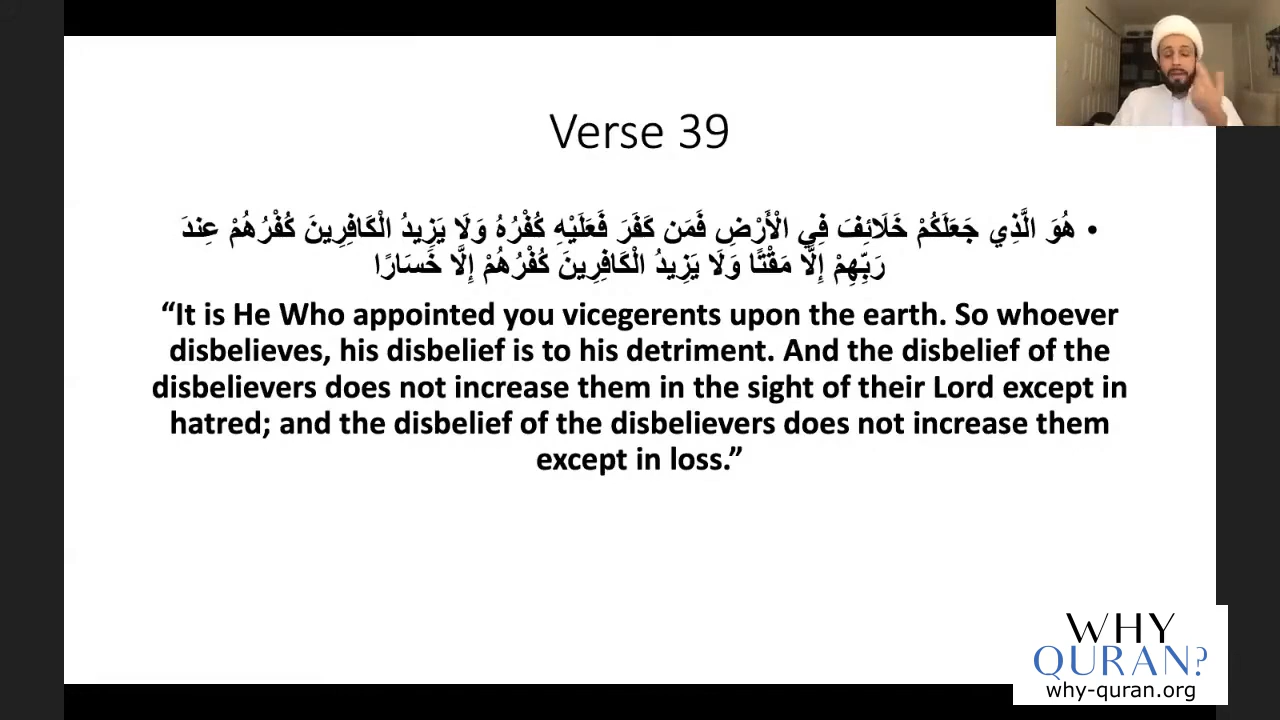 Verse 39
• هُوَ الَّذِي جَعَلَكُمْ خَلَائِفَ فِي الْأَرْضِ فَمَن كَفَرَ فَعَلَيْهِ كُفْرُهُ وَلَا يَزِيدُ الْكَافِرِينَ كُفْرُهُمْ عِندَ
رَبِّهِمْ إِلَّا مَقْتًا وَلَا يَزِيدُ الْكَافِرِينَ كُفْرُهُمْ إِلَّا خَسَارًا
“It is He Who appointed you vicegerents upon the earth. So whoever
disbelieves, his disbelief is to his detriment. And the disbelief of the
disbelievers does not increase them in the sight of their Lord except in
hatred; and the disbelief of the disbelievers does not increase them
except in loss.”
WHY
QURAN?
why-quran.org